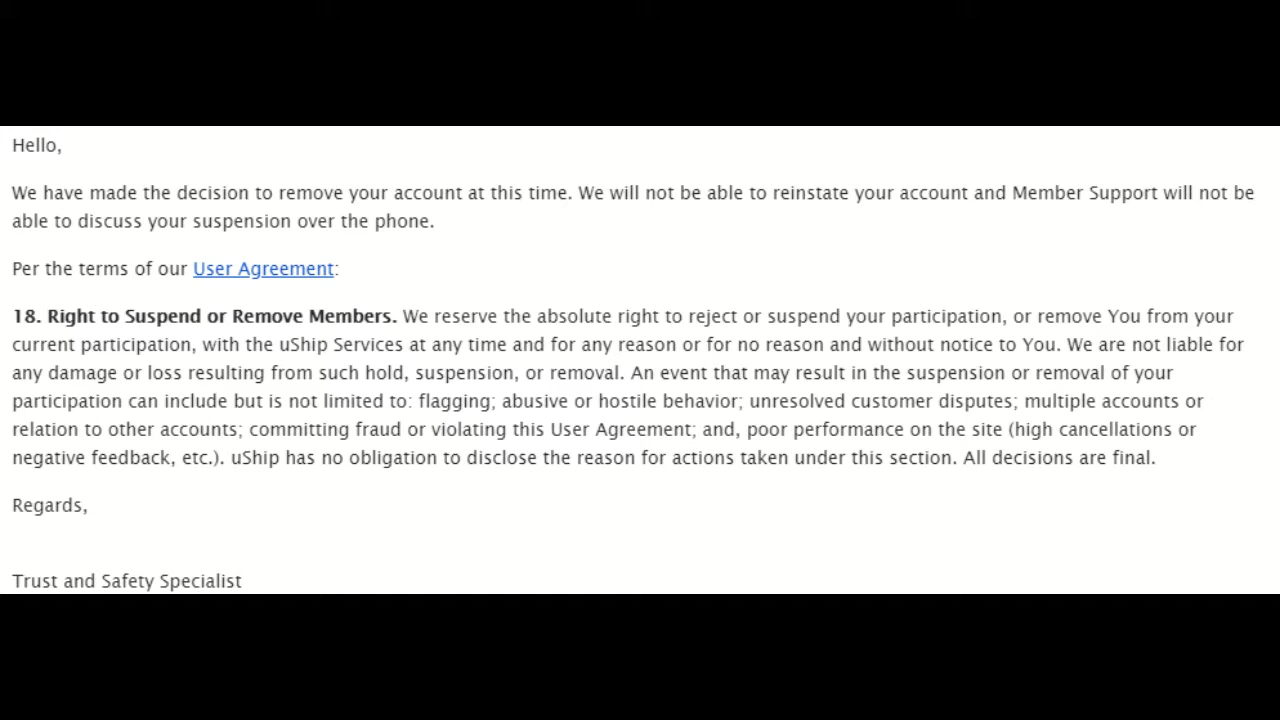 Hello,
We have made the decision to remove your account at this time. We will not be able to reinstate your account and Member Support will not be
able to discuss your suspension over the phone.
Per the terms of our User Agreement:
18. Right to Suspend or Remove Members. We reserve the absolute right to reject or suspend your participation, or remove You from your
current participation, with the uShip Services at any time and for any reason or for no reason and without notice to You. We are not liable for
any damage or loss resulting from such hold, suspension, or removal. An event that may result in the suspension or removal of your
participation can include but is not limited to: flagging; abusive or hostile behavior; unresolved customer disputes; multiple accounts or
relation to other accounts; committing fraud or violating this User Agreement; and, poor performance on the site (high cancellations or
negative feedback, etc.). uShip has no obligation to disclose the reason for actions taken under this section. All decisions are final.
Regards,
Trust and Safety Specialist